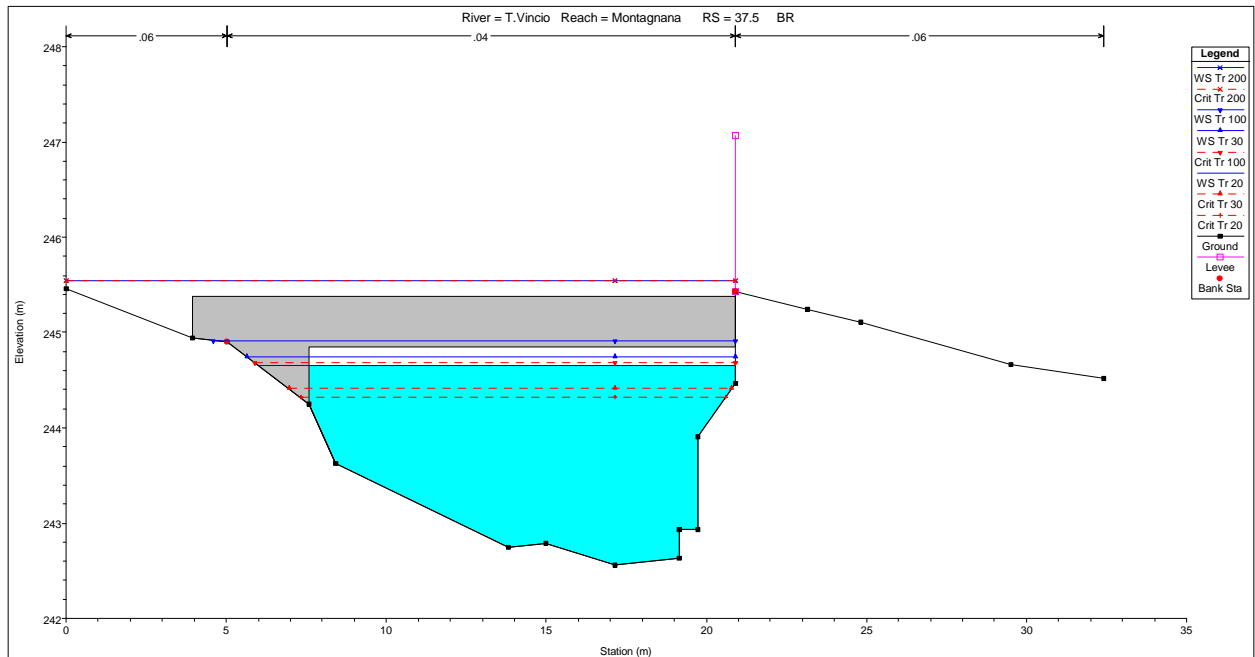 River = T.Vincio Reach = Montagnana RS = 37.5 BR
.06
.04
.06
248
247
246
245
244
243
242
Elevation (m)
0
5
10
15
20
25
30
35
Station (m)
Legend
WS Tr 200
Crit Tr 200
WS Tr 100
WS Tr 30
Crit Tr 100
WS Tr 20
Crit Tr 30
Crit Tr 20
Ground
Levee
Bank Sta